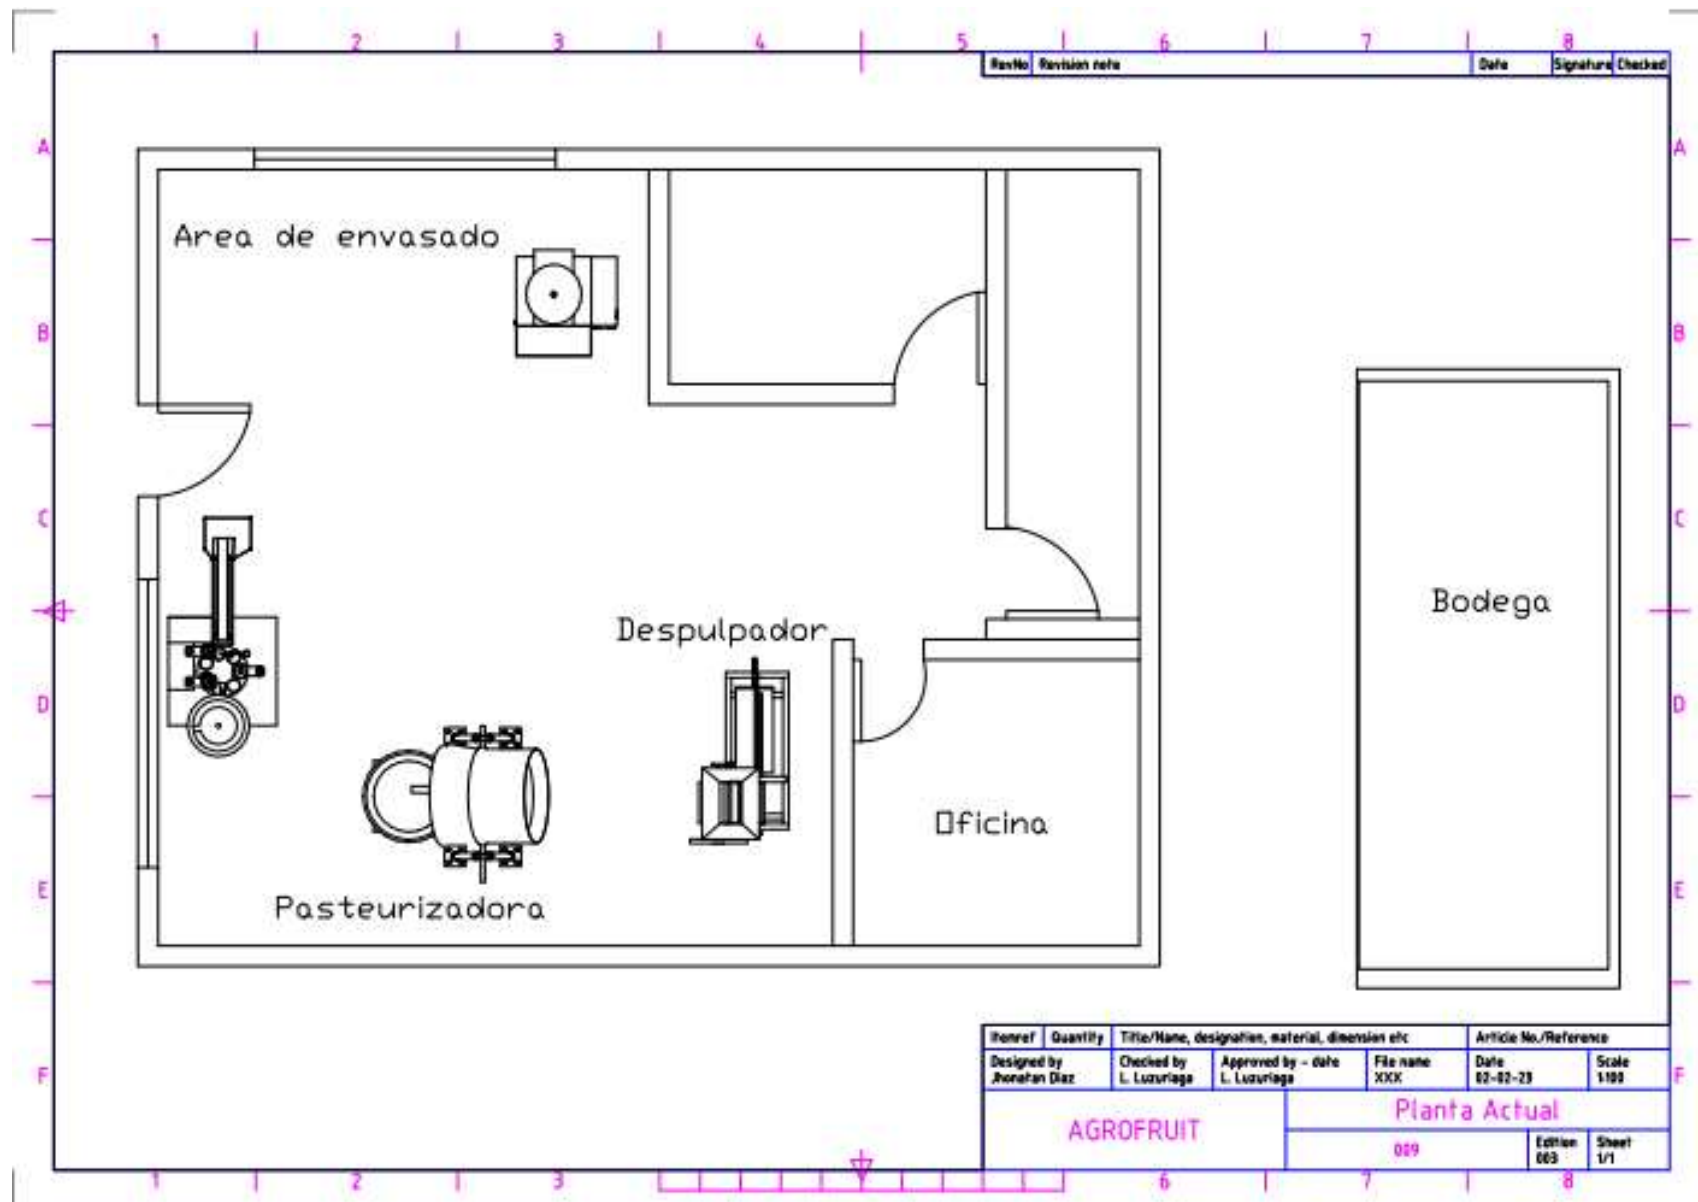 1 2 3 4 5 6 7 8
RevNo Revision note Date Signature Checked
A A
Area de envasado
B B
C C
Bodega
Despulpador
D D
Oficina
E E
Pasteurizadora
Itemref Quantity Title/Name, designation, material, dimension etc Article No./Reference
Designed by Checked by Approved by - date File name Date Scale
Jhonatan Diaz L. Luzuriaga L. Luzuriaga XXX 02-02-23 1:100
F F
Planta Actual
AGROFRUIT
009 Edition Sheet
003 1/1
1 2 3 4 6 7 8